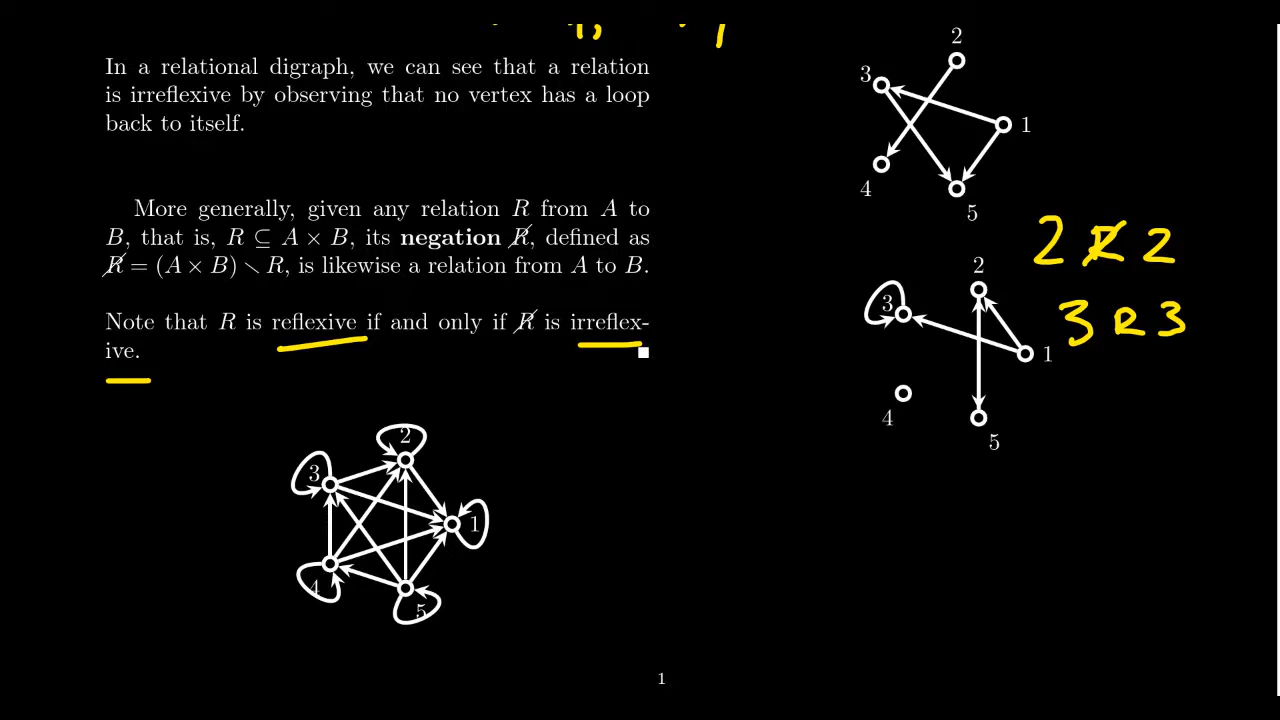 In a relational digraph, we can see that a relation
is irreflexive by observing that no vertex has a loop
back to itself.
More generally, given any relation R from A to
B, that is, R ⊆ A × B, its negation R̸, defined as
R̸ = (A × B) ∖ R, is likewise a relation from A to B.
Note that R is reflexive if and only if R̸ is irreflex-
ive. ■
2
3
1
4
5
2 R̸ 2
2
3
3 R 3
1
4
5
2
3
1
4
5
1